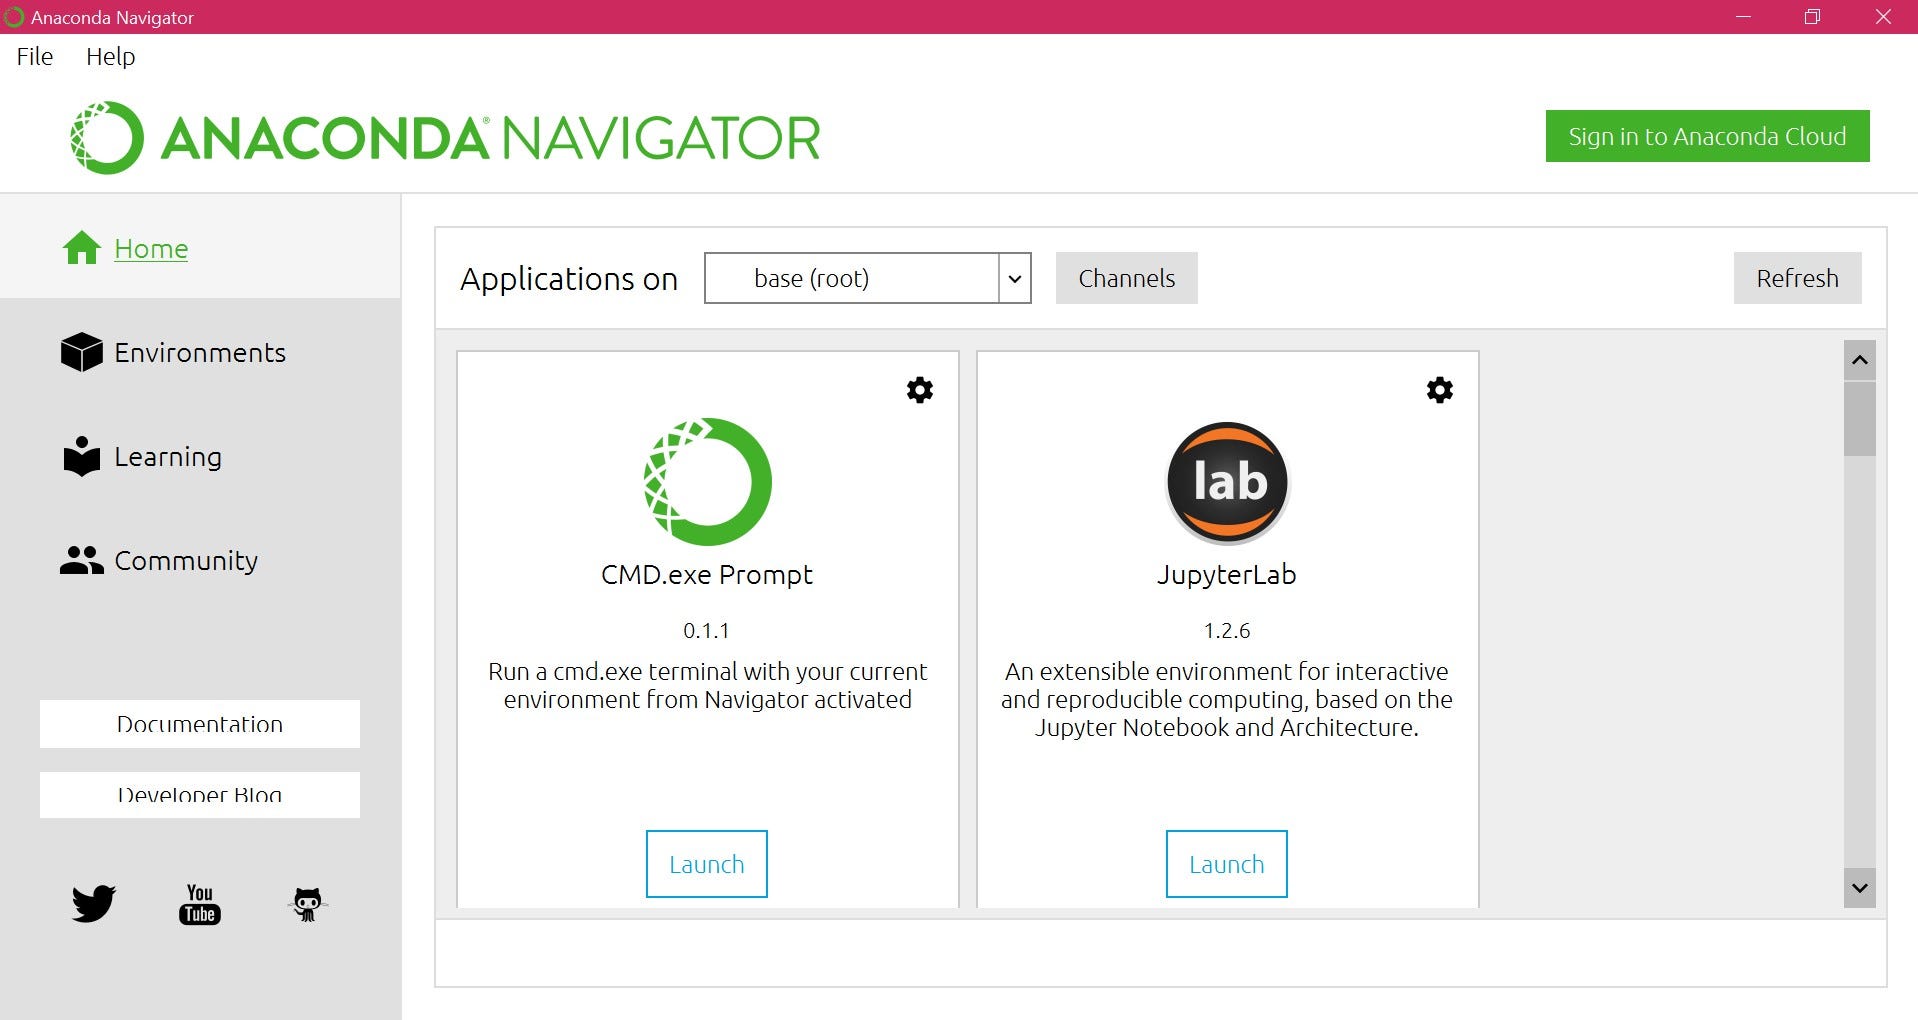 Anaconda Navigator
File Help
ANACONDA® NAVIGATOR
Sign in to Anaconda Cloud
Home
Environments
Learning
Community
Documentation
Developer Blog
You
Tube
Applications on base (root) Channels Refresh
CMD.exe Prompt
0.1.1
Run a cmd.exe terminal with your current
environment from Navigator activated
Launch
lab
JupyterLab
1.2.6
An extensible environment for interactive
and reproducible computing, based on the
Jupyter Notebook and Architecture.
Launch